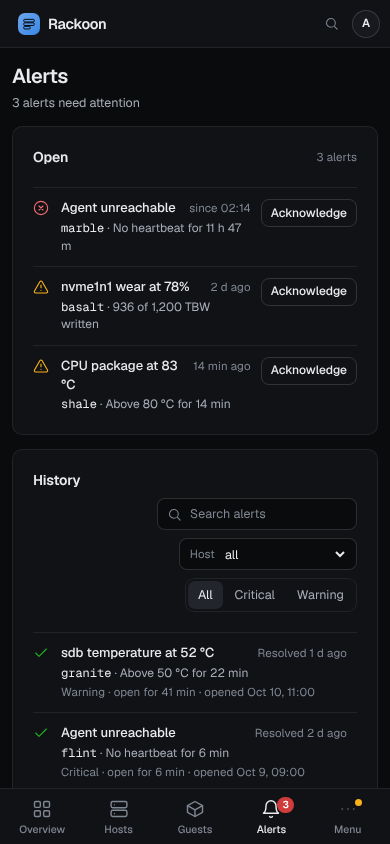 Rackoon
A
Alerts
3 alerts need attention
Open
3 alerts
Agent unreachable since 02:14 Acknowledge
marble · No heartbeat for 11 h 47
m
nvme1n1 wear at 78% 2 d ago Acknowledge
basalt · 936 of 1,200 TBW
written
CPU package at 83 14 min ago Acknowledge
°C
shale · Above 80 °C for 14 min
History
Search alerts
Host all
All Critical Warning
sdb temperature at 52 °C Resolved 1 d ago
granite · Above 50 °C for 22 min
Warning · open for 41 min · opened Oct 10, 11:00
Agent unreachable Resolved 2 d ago
flint · No heartbeat for 6 min
Critical · open for 6 min · opened Oct 9, 09:00
3
Overview Hosts Guests Alerts Menu